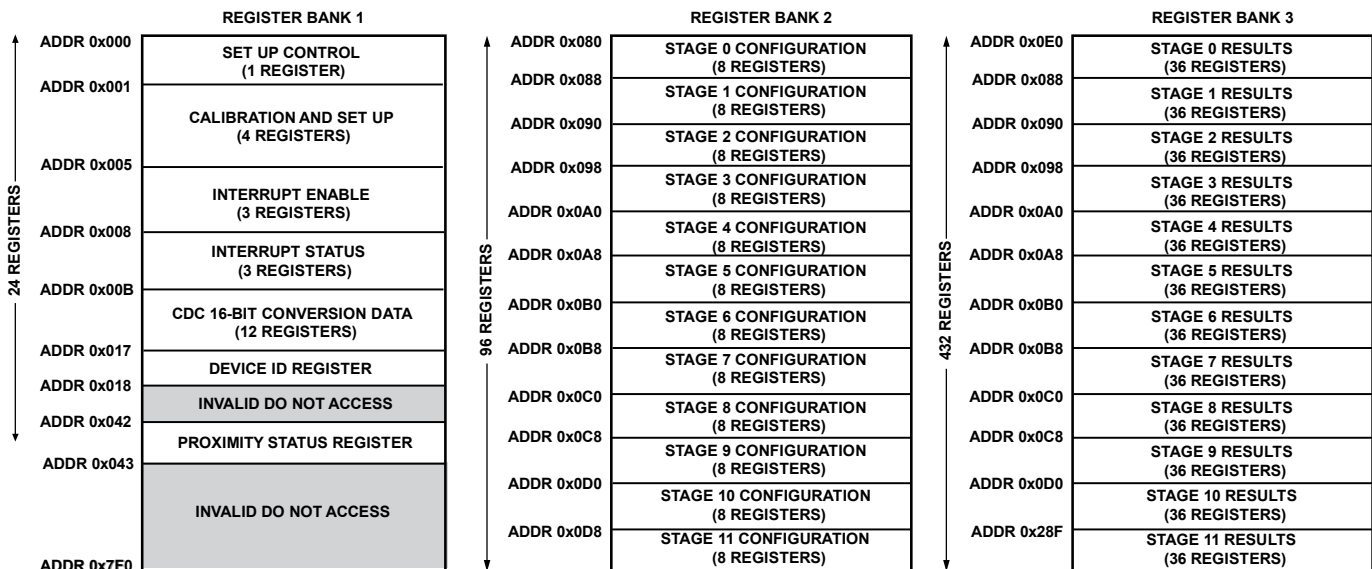 REGISTER BANK 1
24 REGISTERS
ADDR 0x000
SET UP CONTROL
(1 REGISTER)
ADDR 0x001
CALIBRATION AND SET UP
(4 REGISTERS)
ADDR 0x005
INTERRUPT ENABLE
(3 REGISTERS)
ADDR 0x008
INTERRUPT STATUS
(3 REGISTERS)
ADDR 0x00B
CDC 16-BIT CONVERSION DATA
(12 REGISTERS)
ADDR 0x017
DEVICE ID REGISTER
ADDR 0x018
INVALID DO NOT ACCESS
ADDR 0x042
PROXIMITY STATUS REGISTER
ADDR 0x043
INVALID DO NOT ACCESS
ADDR 0x7F0
REGISTER BANK 2
96 REGISTERS
ADDR 0x080
STAGE 0 CONFIGURATION
(8 REGISTERS)
ADDR 0x088
STAGE 1 CONFIGURATION
(8 REGISTERS)
ADDR 0x090
STAGE 2 CONFIGURATION
(8 REGISTERS)
ADDR 0x098
STAGE 3 CONFIGURATION
(8 REGISTERS)
ADDR 0x0A0
STAGE 4 CONFIGURATION
(8 REGISTERS)
ADDR 0x0A8
STAGE 5 CONFIGURATION
(8 REGISTERS)
ADDR 0x0B0
STAGE 6 CONFIGURATION
(8 REGISTERS)
ADDR 0x0B8
STAGE 7 CONFIGURATION
(8 REGISTERS)
ADDR 0x0C0
STAGE 8 CONFIGURATION
(8 REGISTERS)
ADDR 0x0C8
STAGE 9 CONFIGURATION
(8 REGISTERS)
ADDR 0x0D0
STAGE 10 CONFIGURATION
(8 REGISTERS)
ADDR 0x0D8
STAGE 11 CONFIGURATION
(8 REGISTERS)
REGISTER BANK 3
432 REGISTERS
ADDR 0x0E0
STAGE 0 RESULTS
(36 REGISTERS)
ADDR 0x088
STAGE 1 RESULTS
(36 REGISTERS)
ADDR 0x090
STAGE 2 RESULTS
(36 REGISTERS)
ADDR 0x098
STAGE 3 RESULTS
(36 REGISTERS)
ADDR 0x0A0
STAGE 4 RESULTS
(36 REGISTERS)
ADDR 0x0A8
STAGE 5 RESULTS
(36 REGISTERS)
ADDR 0x0B0
STAGE 6 RESULTS
(36 REGISTERS)
ADDR 0x0B8
STAGE 7 RESULTS
(36 REGISTERS)
ADDR 0x0C0
STAGE 8 RESULTS
(36 REGISTERS)
ADDR 0x0C8
STAGE 9 RESULTS
(36 REGISTERS)
ADDR 0x0D0
STAGE 10 RESULTS
(36 REGISTERS)
ADDR 0x28F
STAGE 11 RESULTS
(36 REGISTERS)